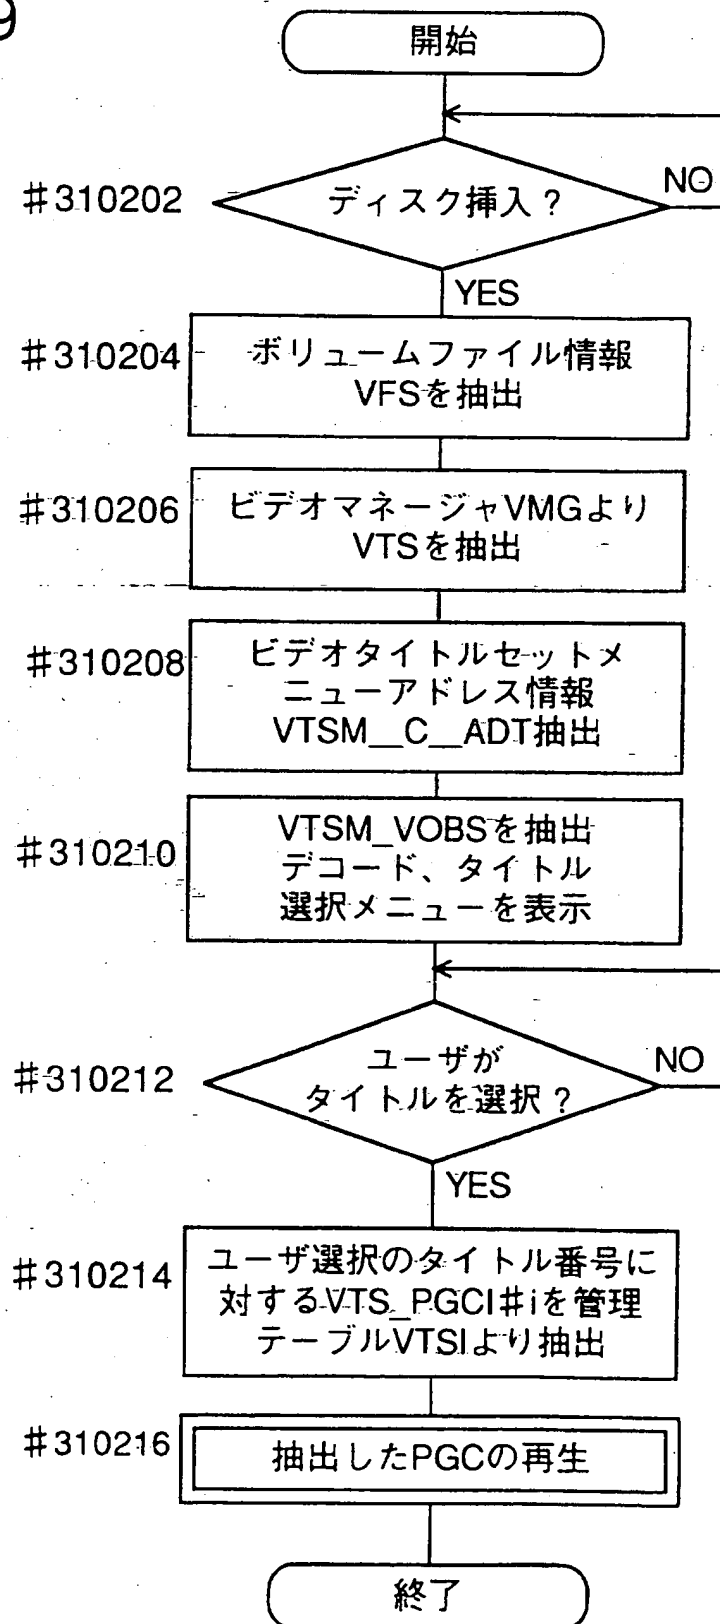 9
開始
#310202
ディスク挿入？
NO
YES
#310204
ボリュームファイル情報
VFSを抽出
#310206
ビデオマネージャVMGより
VTSを抽出
#310208
ビデオタイトルセットメ
ニューアドレス情報
VTSM__C__ADT抽出
#310210
VTSM_VOBSを抽出
デコード、タイトル
選択メニューを表示
#310212
ユーザが
タイトルを選択？
NO
YES
#310214
ユーザ選択のタイトル番号に
対するVTS_PGCI#iを管理
テーブルVTSIより抽出
#310216
抽出したPGCの再生
終了